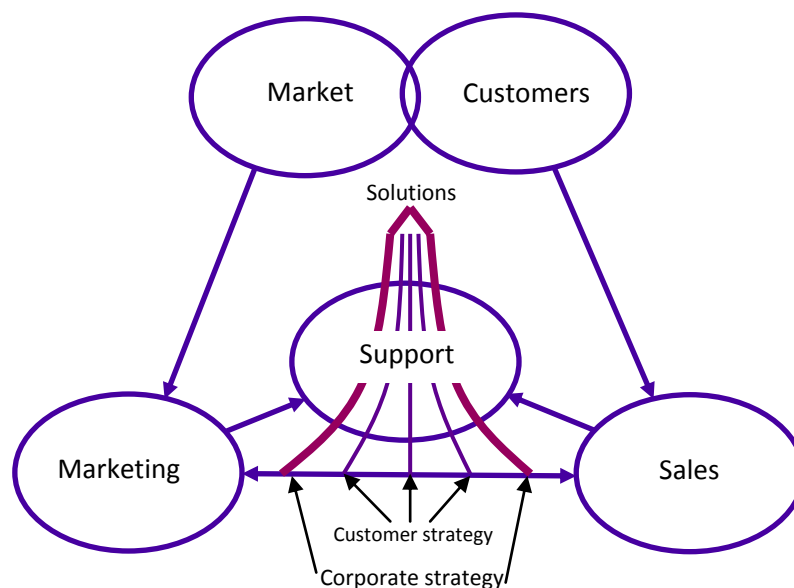 Market
Customers
Solutions
Support
Marketing
Sales
Customer strategy
Corporate strategy